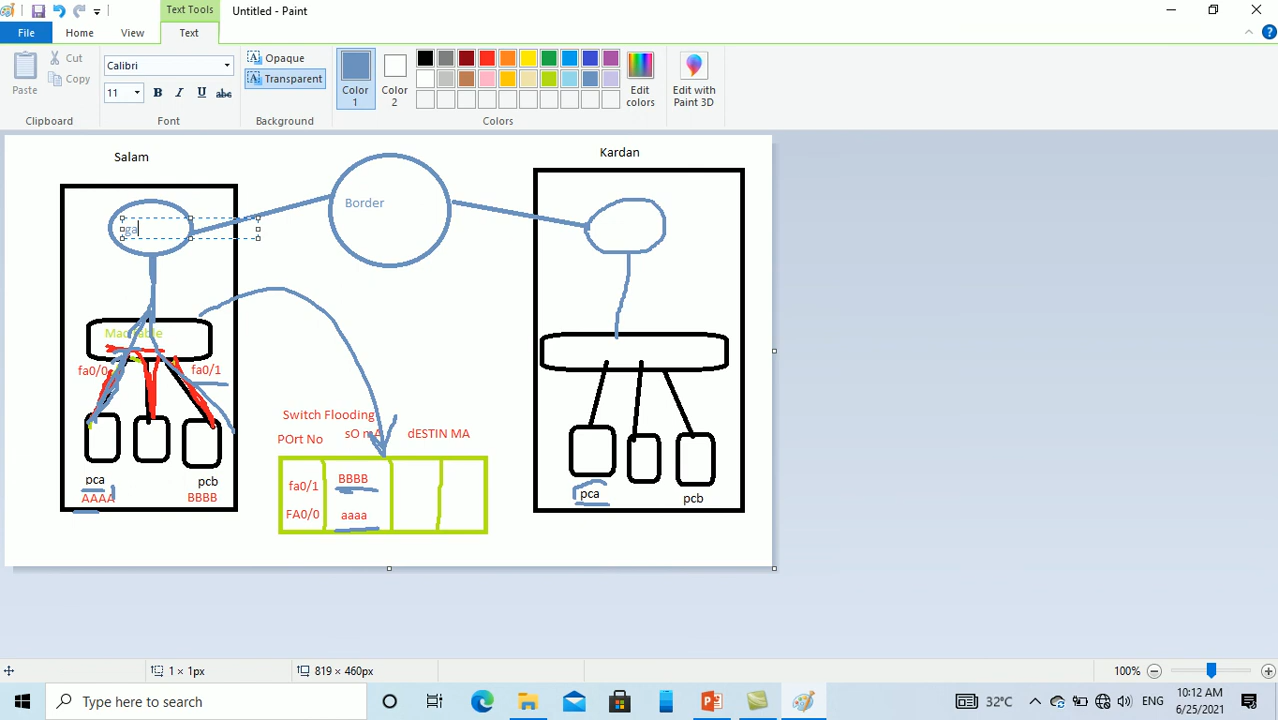 Text Tools
Untitled - Paint
File
Home
View
Text
Paste
Cut
Copy
Clipboard
Calibri
11
B I U abc
Font
Opaque
Transparent
Background
Color 1
Color 2
Edit colors
Edit with Paint 3D
Colors
Salam
Kardan
Border
ga
Mac table
fa0/0
fa0/1
Switch Flooding
POrt No
sO mA
dESTIN MA
fa0/1
BBBB
FA0/0
aaaa
pca
pcb
AAAA
BBBB
pca
pcb
1 × 1px
819 × 460px
100%
Type here to search
32°C
ENG
10:12 AM
6/25/2021